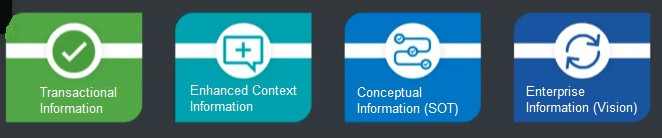 Transactional
Information
Enhanced Context
Information
Conceptual
Information (SOT)
Enterprise
Information (Vision)